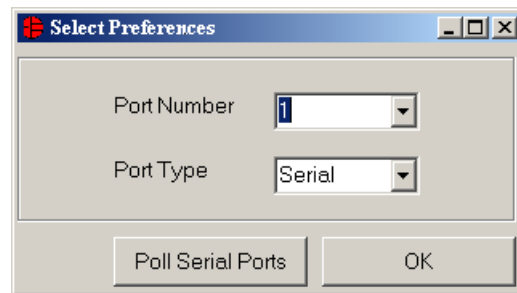 Select Preferences
Port Number 1
Port Type Serial
Poll Serial Ports OK